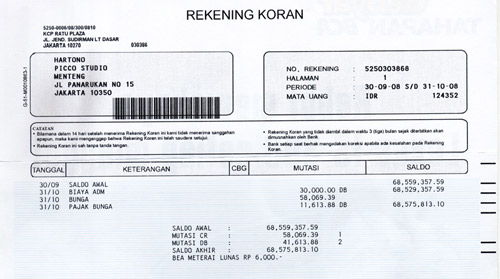 REKENING KORAN
5250-0006/08/300/0810
KCP RATU PLAZA
JL. JEND. SUDIRMAN LT DASAR
JAKARTA 10270 030386
HARTONO
PICCO STUDIO
MENTENG
JL PANARUKAN NO 15
JAKARTA 10350
NO. REKENING : 5250303868
HALAMAN : 1
PERIODE : 30-09-08 S/D 31-10-08
MATA UANG : IDR 124352
CATATAN
• Bilamana dalam 14 hari setelah menerima Rekening Koran ini kami tidak menerima sanggahan
apapun, maka kami menganggap bahwa Rekening Koran ini telah saudara setujui.
• Rekening Koran ini sah tanpa tanda tangan.
• Rekening Koran yang tidak diambil dalam waktu 3 (tiga) bulan sejak diterbitkan akan
dimusnahkan oleh Bank
• Bank setiap saat berhak mengadakan koreksi apabila ada kesalahan pada Rekening
Koran.
TANGGAL KETERANGAN CBG MUTASI SALDO
30/09 SALDO AWAL 68,559,357.59
31/10 BIAYA ADM 30,000.00 DB 68,529,357.59
31/10 BUNGA 58,069.39
31/10 PAJAK BUNGA 11,613.88 DB 68,575,813.10
SALDO AWAL : 68,559,357.59
MUTASI CR : 58,069.39 1
MUTASI DB : 41,613.88 2
SALDO AKHIR : 68,575,813.10
BEA METERAI LUNAS RP 6,000.-